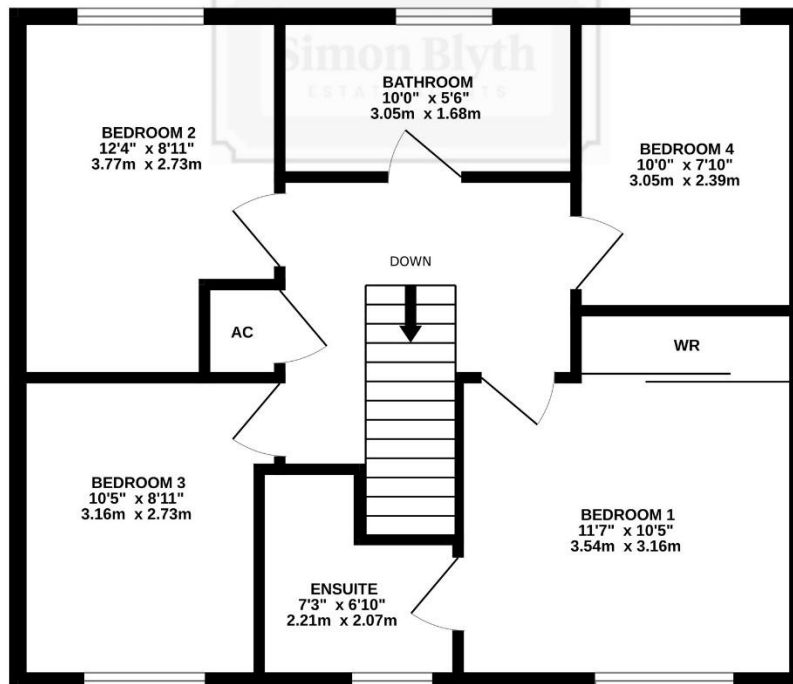 Simon Blyth
ESTATE AGENTS
BATHROOM
10'0" x 5'6"
3.05m x 1.68m
BEDROOM 2
12'4" x 8'11"
3.77m x 2.73m
BEDROOM 4
10'0" x 7'10"
3.05m x 2.39m
DOWN
AC
WR
BEDROOM 3
10'5" x 8'11"
3.16m x 2.73m
BEDROOM 1
11'7" x 10'5"
3.54m x 3.16m
ENSUITE
7'3" x 6'10"
2.21m x 2.07m